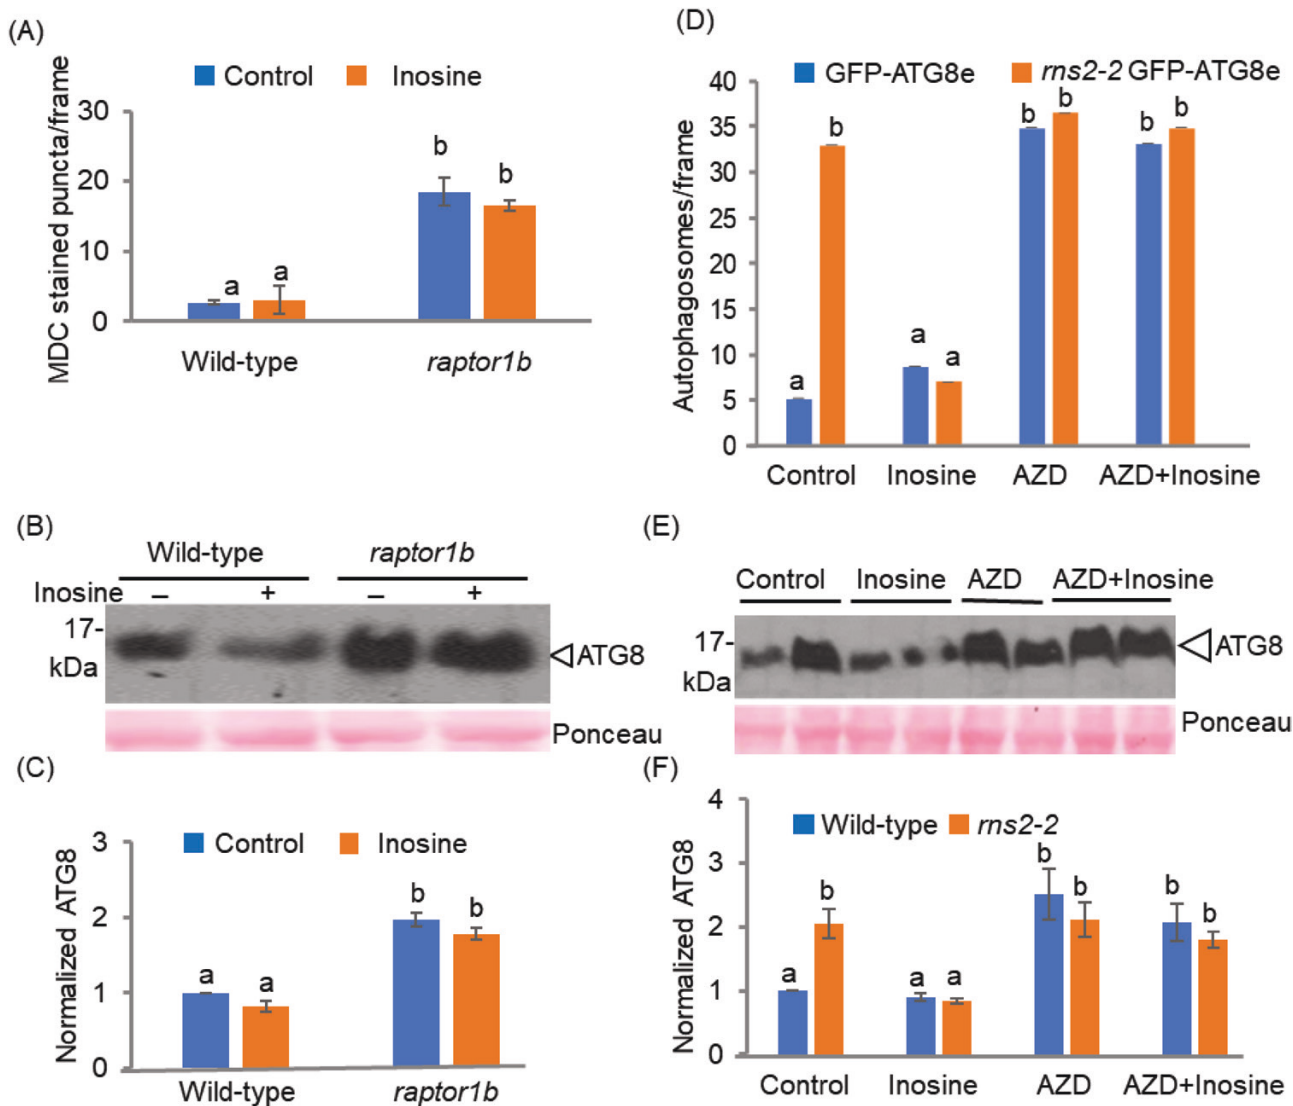 (A)
Control Inosine
MDC stained puncta/frame
30
20
10
0
a a b b
Wild-type raptor1b
(B)
Wild-type raptor1b
Inosine – + – +
17-
kDa
ATG8
Ponceau
(C)
Control Inosine
Normalized ATG8
3
2
1
0
a a b b
Wild-type raptor1b
(D)
GFP-ATG8e rns2-2 GFP-ATG8e
Autophagosomes/frame
40
35
30
25
20
15
10
5
0
a b a a b b b b
Control Inosine AZD AZD+Inosine
(E)
Control Inosine AZD AZD+Inosine
17-
kDa
ATG8
Ponceau
(F)
Wild-type rns2-2
Normalized ATG8
4
3
2
1
0
a b a a b b b b
Control Inosine AZD AZD+Inosine